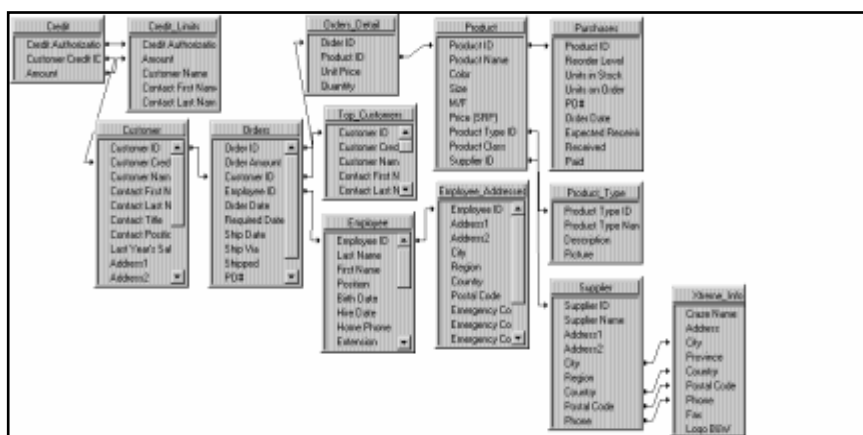 Credit
Credit Authorizatio
Customer Credit IC
Amount
Credit_Limits
Credit Authorizatio
Amount
Customer Name
Contact First Name
Contact Last Nam
Orders_Detail
Order ID
Product ID
Unit Price
Quantity
Product
Product ID
Product Name
Color
Size
M/F
Price (SRP)
Product Type ID
Product Class
Supplier ID
Purchases
Product ID
Reorder Level
Units in Stock
Units on Order
PO#
Order Date
Expected Receivin
Received
Paid
Customer
Customer ID
Customer Cred
Customer Nam
Contact First N
Contact Last N
Contact Title
Contact Positic
Last Year's Sal
Address1
Address2
Orders
Order ID
Order Amount
Customer ID
Employee ID
Order Date
Required Date
Ship Date
Ship Via
Shipped
PO#
Top_Customers
Customer ID
Customer Cred
Customer Nam
Contact First N
Contact Last N
Employee
Employee ID
Last Name
First Name
Position
Birth Date
Hire Date
Home Phone
Extension
Employee_Addresses
Employee ID
Address1
Address2
City
Region
Country
Postal Code
Emergency Co
Emergency Co
Emergency Co
Product_Type
Product Type ID
Product Type Nam
Description
Picture
Supplier
Supplier ID
Supplier Name
Address1
Address2
City
Region
Country
Postal Code
Phone
Xtreme_Info
Address
City
Province
Country
Postal Code
Phone
Fax
Logo B&W